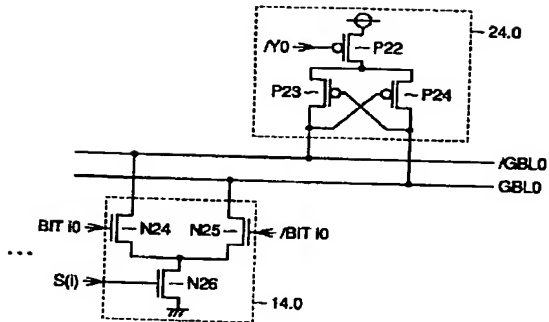 24.0
/Y0
P22
P23
P24
/GBL0
GBL0
BIT i0
N24
N25
/BIT i0
...
S(i)
N26
14.0